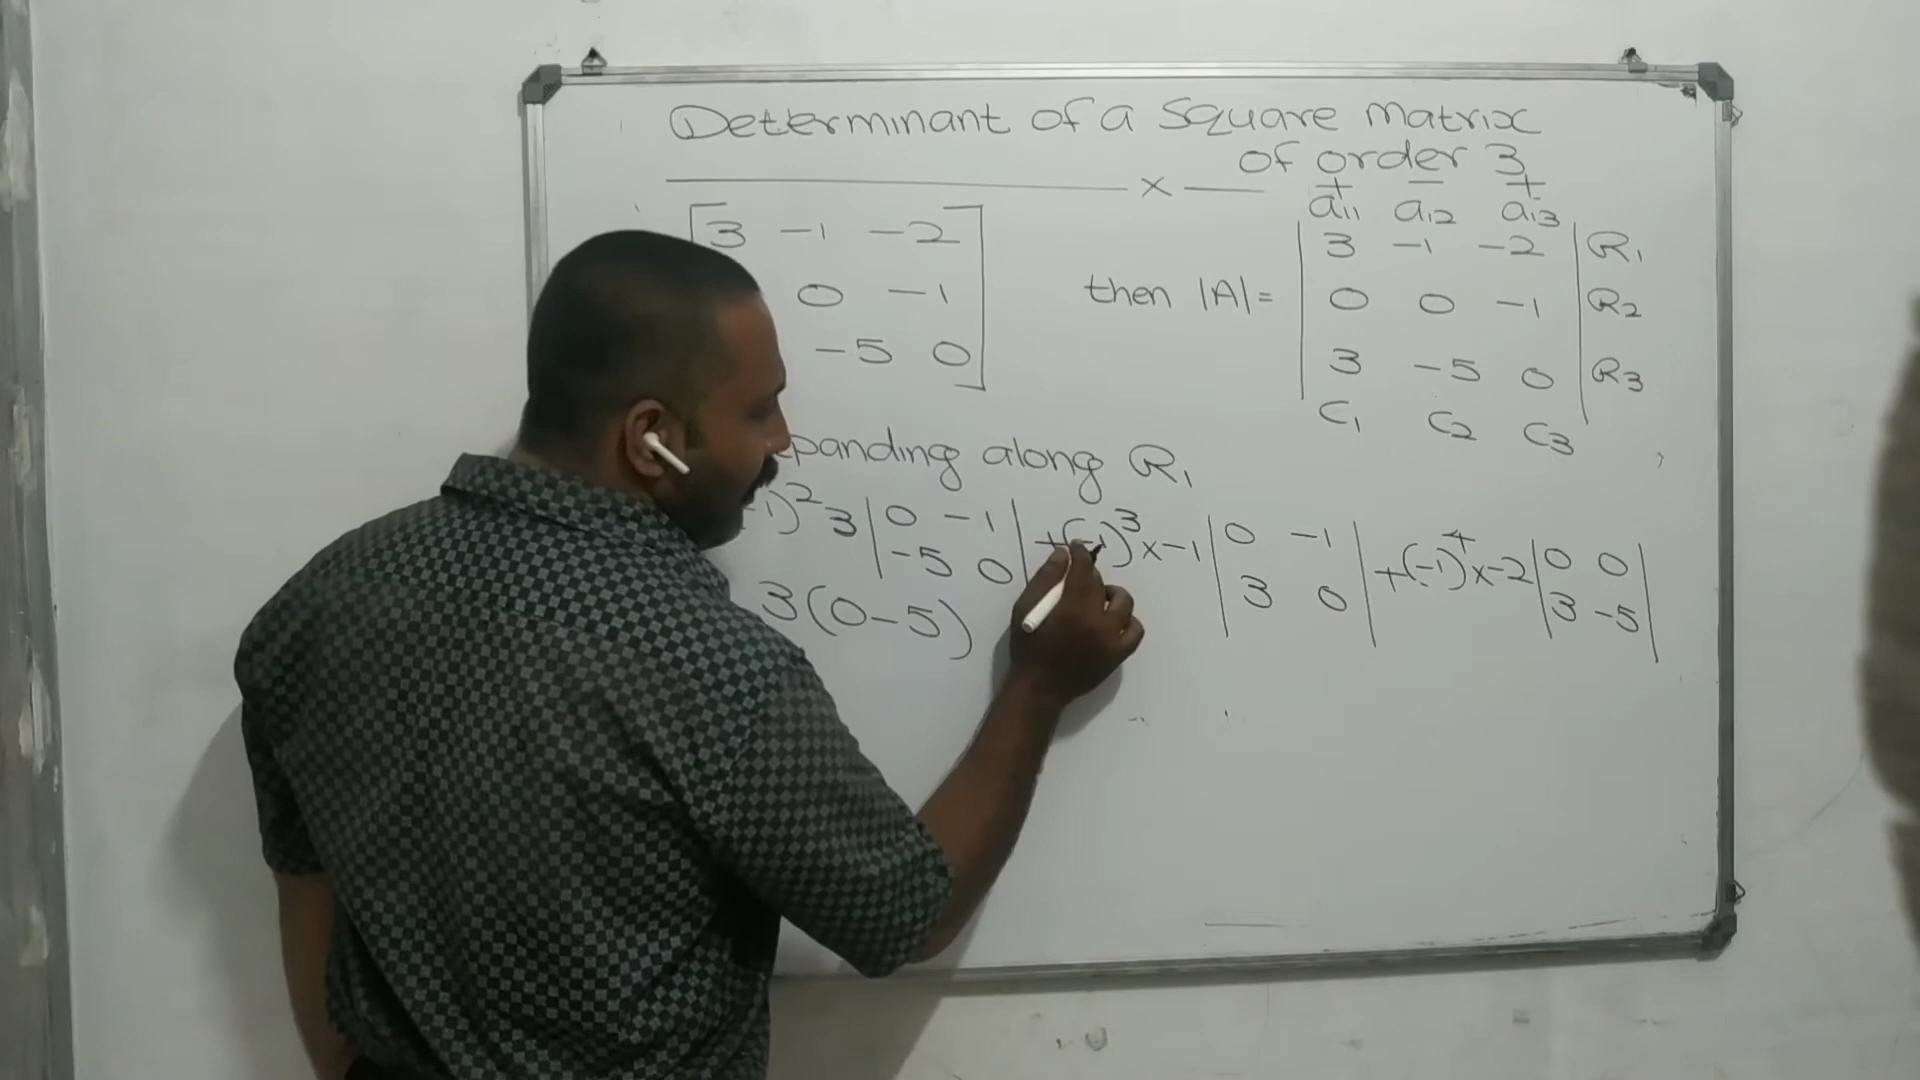 Determinant of a square matrix
of order 3
x
+ − +
a11 a12 a13
3 -1 -2
0 -1
-5 0
then |A| =
3 -1 -2 R1
0 0 -1 R2
3 -5 0 R3
C1 C2 C3
panding along R1
-1)^2 3 |0 -1| + (-1)^3 x -1 |0 -1| + (-1)^4 x -2 |0 0|
|-5 0| |3 0| |3 -5|
3(0-5)